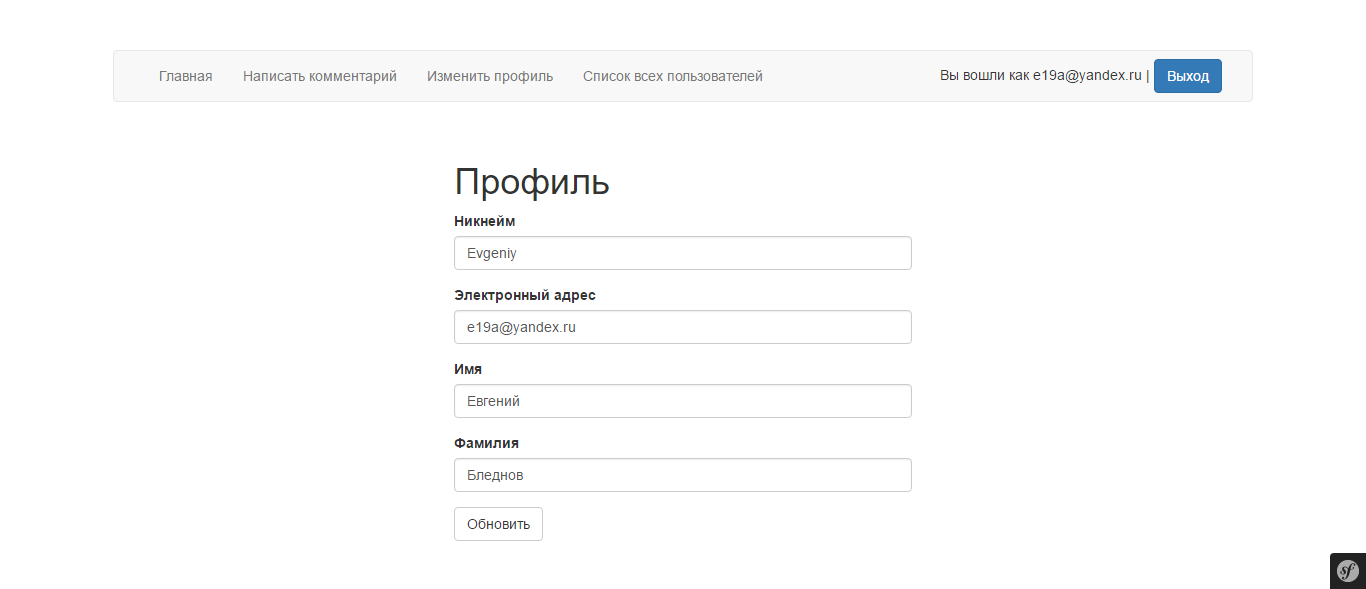 Главная Написать комментарий Изменить профиль Список всех пользователей Вы вошли как e19a@yandex.ru | Выход
Профиль
Никнейм
Evgeniy
Электронный адрес
e19a@yandex.ru
Имя
Евгений
Фамилия
Бледнов
Обновить
sf